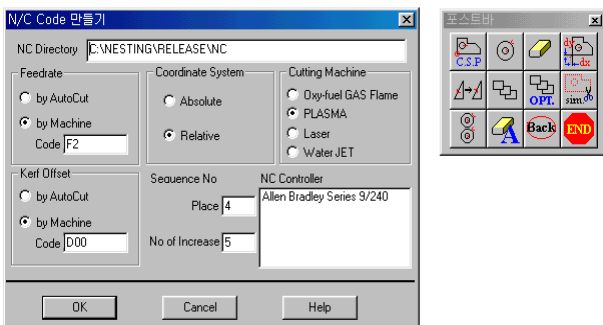 N/C Code 만들기
NC Directory C:\NESTING\RELEASE\NC
Feedrate
by AutoCut
by Machine
Code F2
Coordinate System
Absolute
Relative
Cutting Machine
Oxy-fuel GAS Flame
PLASMA
Laser
WaterJET
Kerf Offset
by AutoCut
by Machine
Code D00
Sequence No
Place 4
No of Increase 5
NC Controller
Allen Bradley Series 9/240
OK Cancel Help
포스트바
C.S.P dy dx
OPT. sim.
A Back END